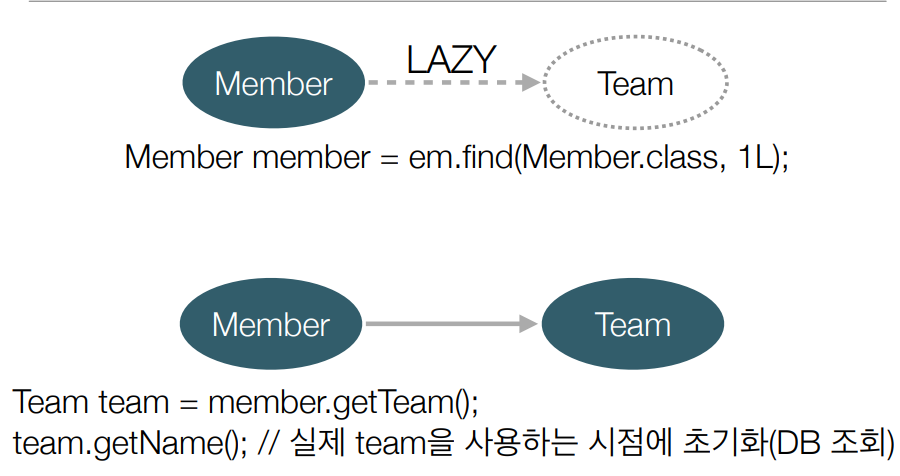 LAZY
Member
Team
Member member = em.find(Member.class, 1L);
Member
Team
Team team = member.getTeam();
team.getName(); // 실제 team을 사용하는 시점에 초기화(DB 조회)